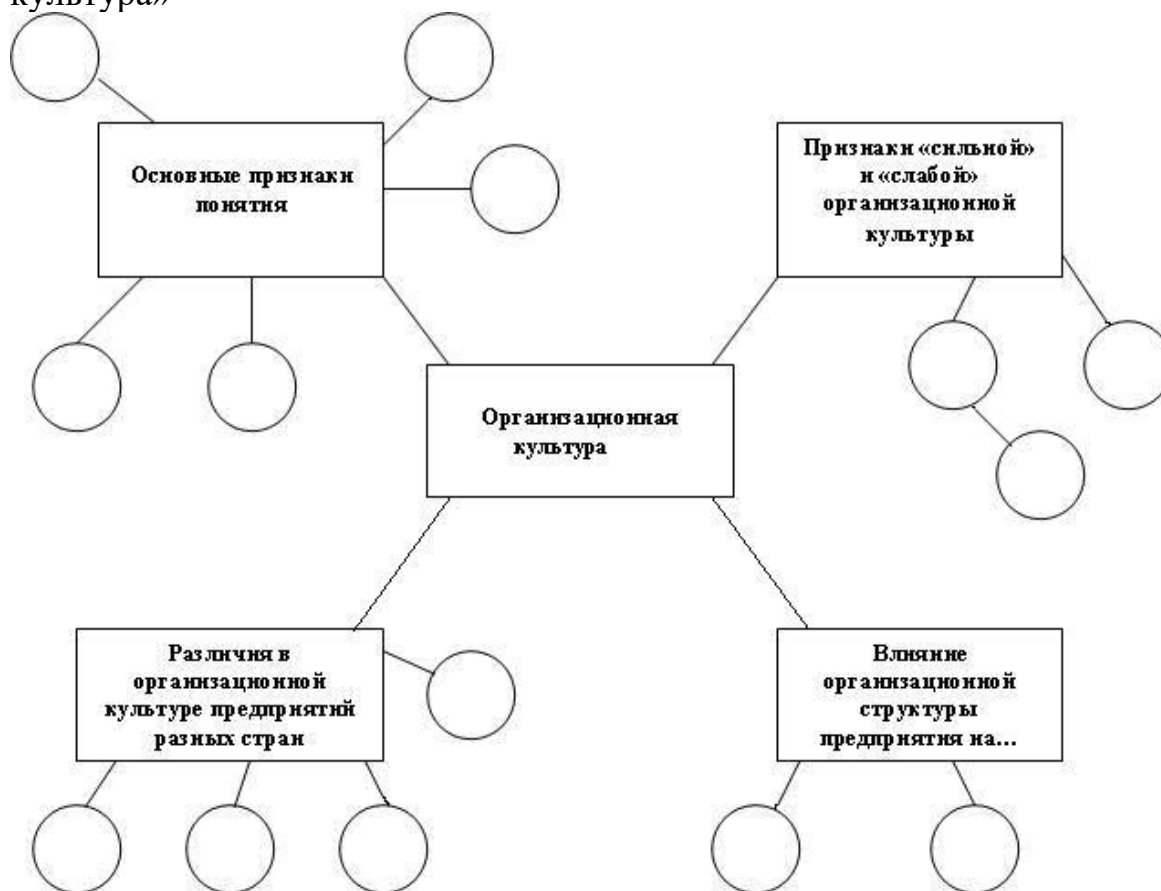 культура»
Основные признаки
понятия
Признаки «сильной»
и «слабой»
организационной
культуры
Организационная
культура
Различия в
организационной
культуре предприятий
разных стран
Влияние
организационной
структуры
предприятия на...